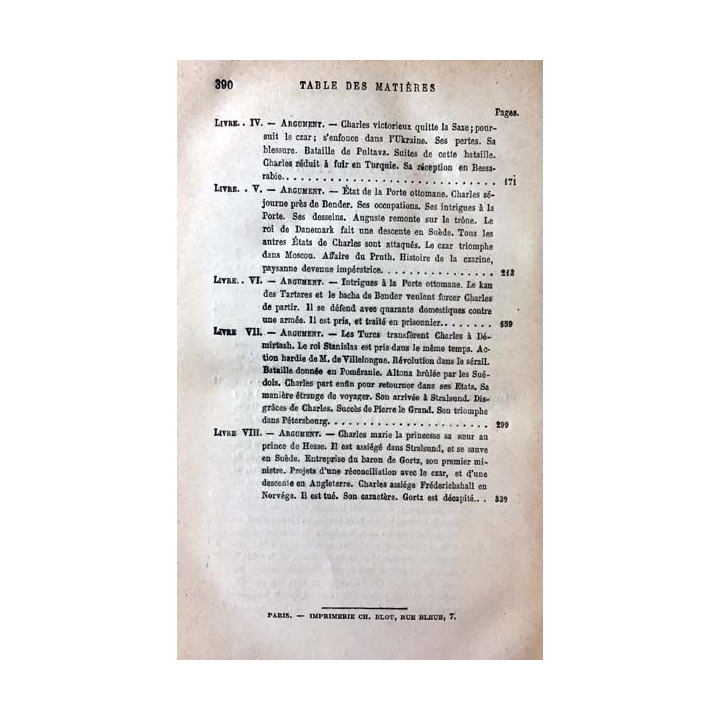 390 TABLE DES MATIÈRES
Pages.
LIVRE. . IV. — ARGUMENT. — Charles victorieux quitte la Saxe; pour-
suit le czar; s'enfonce dans l'Ukraine. Ses pertes. Sa
blessure. Bataille de Pultava. Suites de cette bataille.
Charles réduit à fuir en Turquie. Sa réception en Bessa-
rabie. . . . . . . . . . . . . . . . . . . . . . . . . . . . . . 171
LIVRE. . V. — ARGUMENT. — État de la Porte ottomane. Charles sé-
journe près de Bender. Ses occupations. Ses intrigues à la
Porte. Ses desseins. Auguste remonte sur le trône. Le
roi de Danemark fait une descente en Suède. Tous les
autres États de Charles sont attaqués. Le czar triomphe
dans Moscou. Affaire du Pruth. Histoire de la czarine,
paysanne devenue impératrice. . . . . . . . . . . . . . . . 213
LIVRE. . VI. — ARGUMENT. — Intrigues à la Porte ottomane. Le kan
des Tartares et le bacha de Bender veulent forcer Charles
de partir. Il se défend avec quarante domestiques contre
une armée. Il est pris, et traité en prisonnier. . . . . . . . 259
LIVRE VII. — ARGUMENT. — Les Turcs transfèrent Charles à Dé-
mirtash. Le roi Stanislas est pris dans le même temps. Ac-
tion hardie de M. de Villelongue. Révolution dans le sérail.
Bataille donnée en Poméranie. Altona brûlée par les Sué-
dois. Charles part enfin pour retourner dans ses Etats. Sa
manière étrange de voyager. Son arrivée à Stralsund. Dis-
grâces de Charles. Succès de Pierre le Grand. Son triomphe
dans Pétersbourg. . . . . . . . . . . . . . . . . . . . . . . . 299
LIVRE VIII. — ARGUMENT. — Charles marie la princesse sa sœur au
prince de Hesse. Il est assiégé dans Stralsund, et se sauve
en Suède. Entreprise du baron de Gortz, son premier mi-
nistre. Projets d'une réconciliation avec le czar, et d'une
descente en Angleterre. Charles assiége Fréderichshall en
Norvége. Il est tué. Son caractère. Gortz est décapité. . . 339
PARIS. — IMPRIMERIE CH. BLOT, RUE BLEUE, 7.